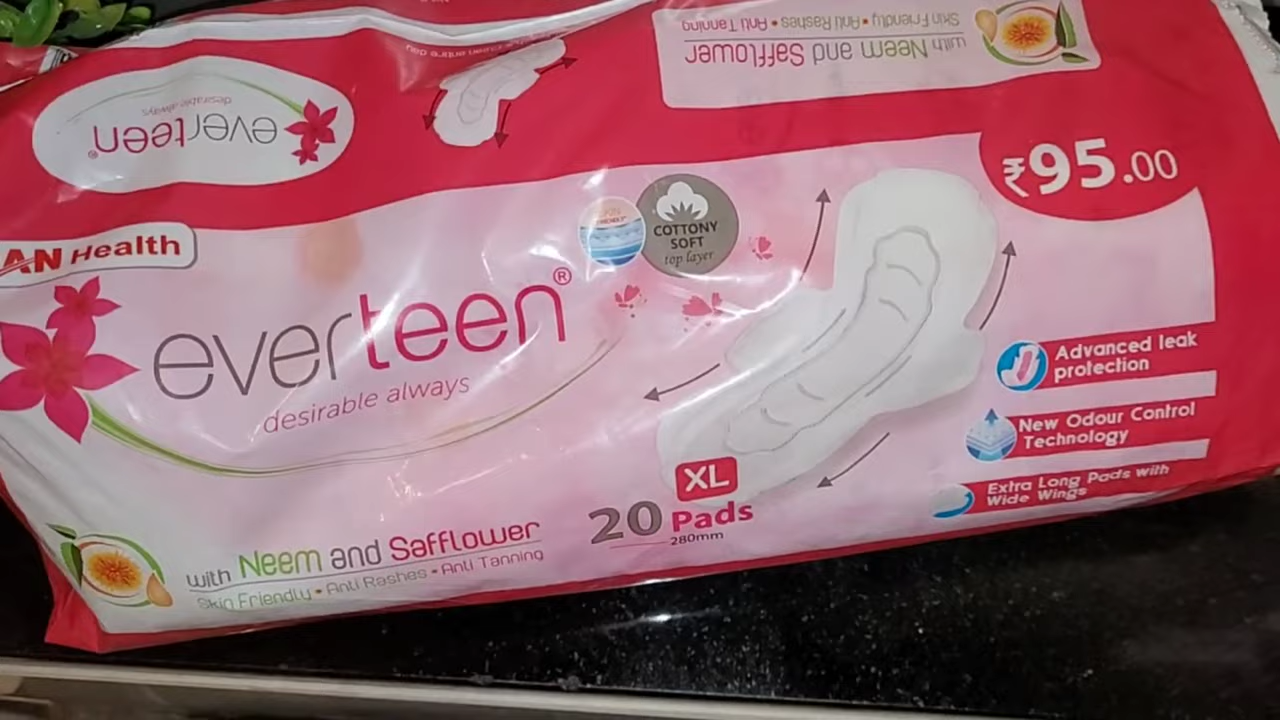 with Neem and Safflower
Skin Friendly • Anti Rashes • Anti Tanning
everteen®
desirable always
₹95.00
AN Health
SKIN
FRIENDLY
COTTONY
SOFT
top layer
everteen®
desirable always
Advanced leak
protection
New Odour Control
Technology
Extra Long Pads with
Wide Wings
XL
20 Pads
280mm
with Neem and Safflower
Skin Friendly • Anti Rashes • Anti Tanning